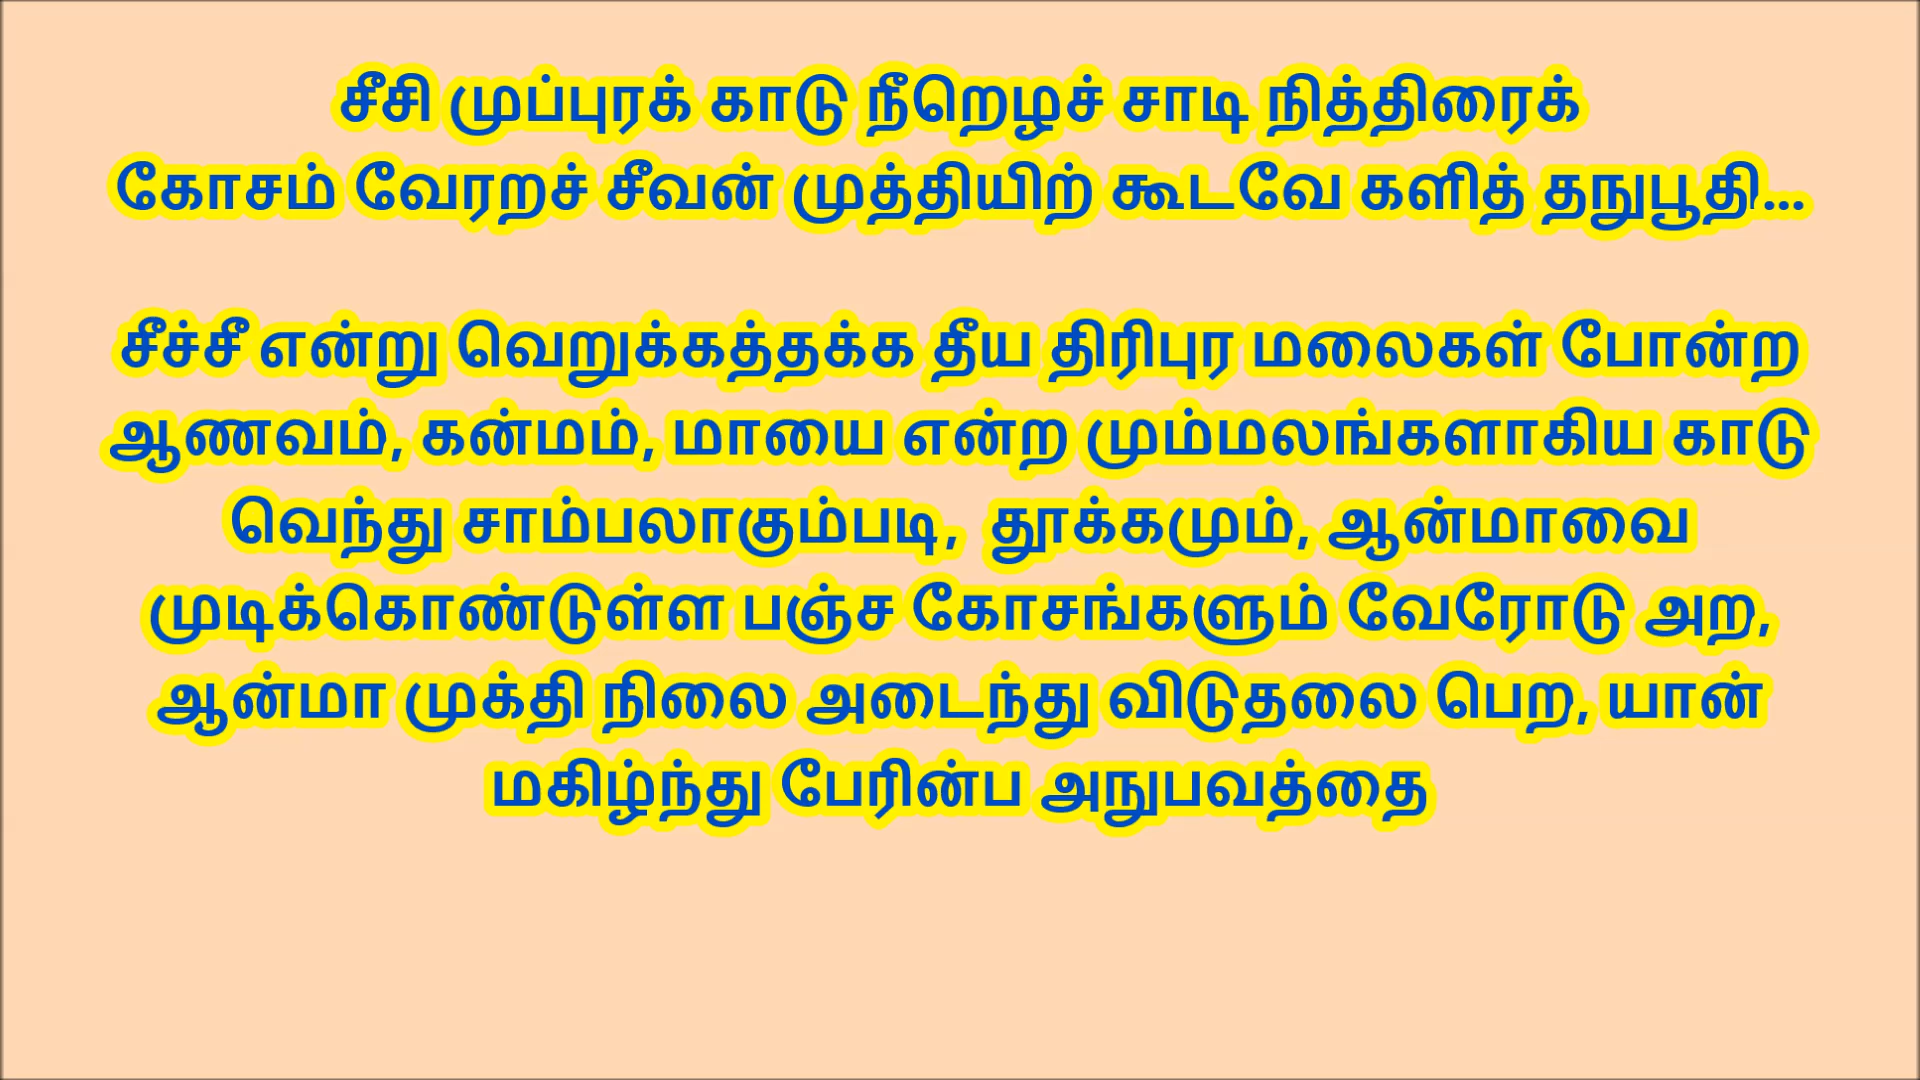 சீசி முப்புரக் காடு நீறெழச் சாடி நித்திரைக்
கோசம் வேரறச் சீவன் முத்தியிற் கூடவே களித் தநுபூதி...
சீச்சீ என்று வெறுக்கத்தக்க தீய திரிபுர மலைகள் போன்ற
ஆணவம், கன்மம், மாயை என்ற மும்மலங்களாகிய காடு
வெந்து சாம்பலாகும்படி, தூக்கமும், ஆன்மாவை
முடிக்கொண்டுள்ள பஞ்ச கோசங்களும் வேரோடு அற,
ஆன்மா முக்தி நிலை அடைந்து விடுதலை பெற, யான்
மகிழ்ந்து பேரின்ப அநுபவத்தை